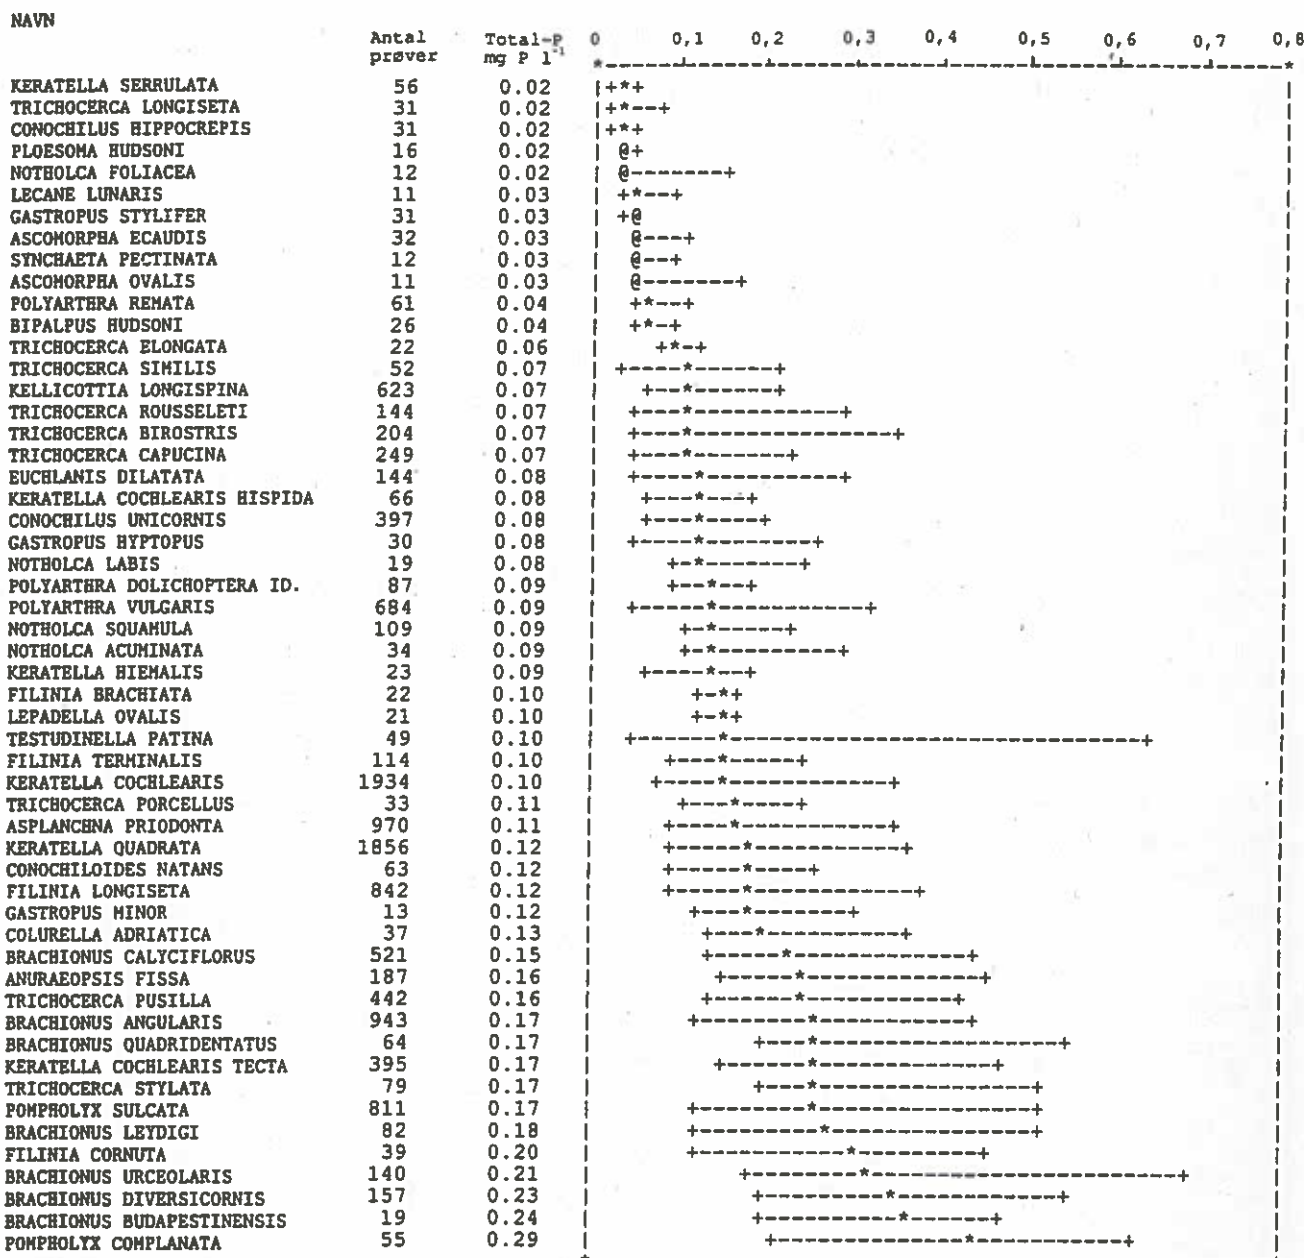 NAVN
Antal Total-P 0 0,1 0,2 0,3 0,4 0,5 0,6 0,7 0,8
prøver mg P l-1
KERATELLA SERRULATA 56 0.02
TRICHOCERCA LONGISETA 31 0.02
CONOCHILUS HIPPOCREPIS 31 0.02
PLOESOMA HUDSONI 16 0.02
NOTHOLCA FOLIACEA 12 0.02
LECANE LUNARIS 11 0.03
GASTROPUS STYLIFER 31 0.03
ASCOMORPHA ECAUDIS 32 0.03
SYNCHAETA PECTINATA 12 0.03
ASCOMORPHA OVALIS 11 0.03
POLYARTHRA REMATA 61 0.04
BIPALPUS HUDSONI 26 0.04
TRICHOCERCA ELONGATA 22 0.06
TRICHOCERCA SIMILIS 52 0.07
KELLICOTTIA LONGISPINA 623 0.07
TRICHOCERCA ROUSSELETI 144 0.07
TRICHOCERCA BIROSTRIS 204 0.07
TRICHOCERCA CAPUCINA 249 0.07
EUCHLANIS DILATATA 144 0.08
KERATELLA COCHLEARIS HISPIDA 66 0.08
CONOCHILUS UNICORNIS 397 0.08
GASTROPUS HYPTOPUS 30 0.08
NOTHOLCA LABIS 19 0.08
POLYARTHRA DOLICHOPTERA ID. 87 0.09
POLYARTHRA VULGARIS 684 0.09
NOTHOLCA SQUAMULA 109 0.09
NOTHOLCA ACUMINATA 34 0.09
KERATELLA HIEMALIS 23 0.09
FILINIA BRACHIATA 22 0.10
LEPADELLA OVALIS 21 0.10
TESTUDINELLA PATINA 49 0.10
FILINIA TERMINALIS 114 0.10
KERATELLA COCHLEARIS 1934 0.10
TRICHOCERCA PORCELLUS 33 0.11
ASPLANCHNA PRIODONTA 970 0.11
KERATELLA QUADRATA 1856 0.12
CONOCHILOIDES NATANS 63 0.12
FILINIA LONGISETA 842 0.12
GASTROPUS MINOR 13 0.12
COLURELLA ADRIATICA 37 0.13
BRACHIONUS CALYCIFLORUS 521 0.15
ANURAEOPSIS FISSA 187 0.16
TRICHOCERCA PUSILLA 442 0.16
BRACHIONUS ANGULARIS 943 0.17
BRACHIONUS QUADRIDENTATUS 64 0.17
KERATELLA COCHLEARIS TECTA 395 0.17
TRICHOCERCA STYLATA 79 0.17
POMPHOLYX SULCATA 811 0.17
BRACHIONUS LEYDIGI 82 0.18
FILINIA CORNUTA 39 0.20
BRACHIONUS URCEOLARIS 140 0.21
BRACHIONUS DIVERSICORNIS 157 0.23
BRACHIONUS BUDAPESTINENSIS 19 0.24
POMPHOLYX COMPLANATA 55 0.29